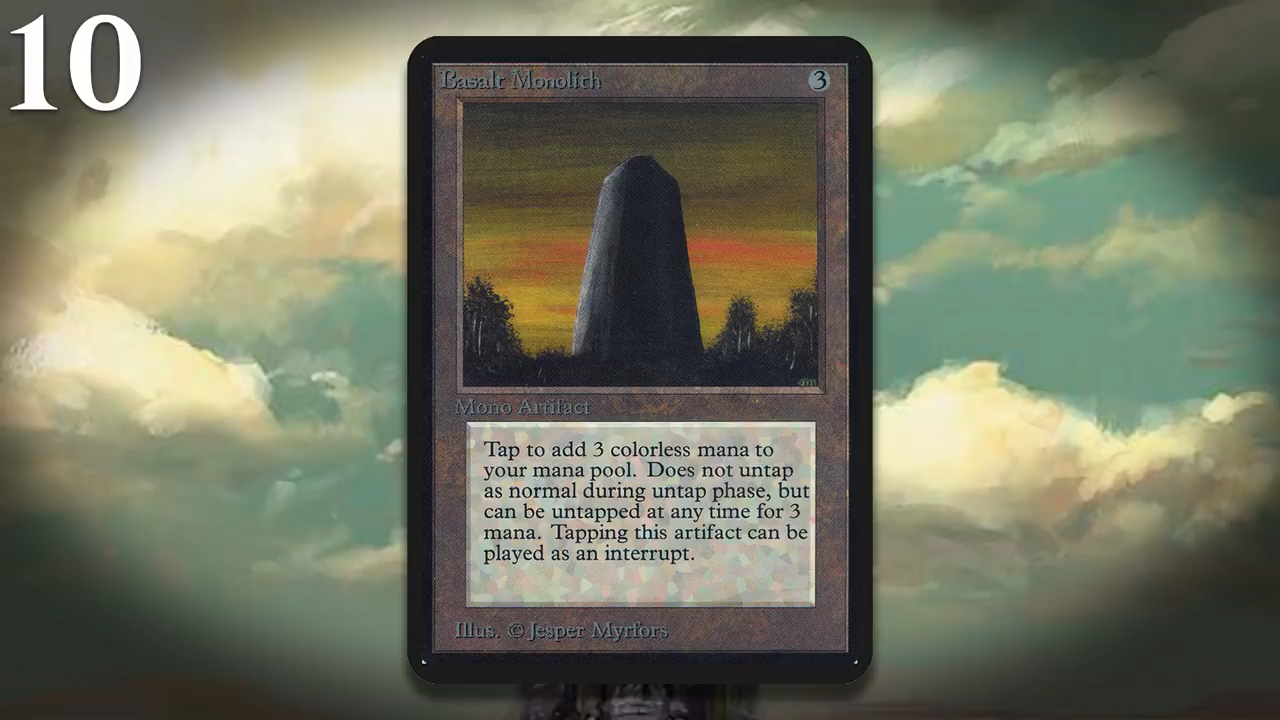 10
Basalt Monolith 3
Mono Artifact
Tap to add 3 colorless mana to
your mana pool. Does not untap
as normal during untap phase, but
can be untapped at any time for 3
mana. Tapping this artifact can be
played as an interrupt.
Illus. © Jesper Myrfors